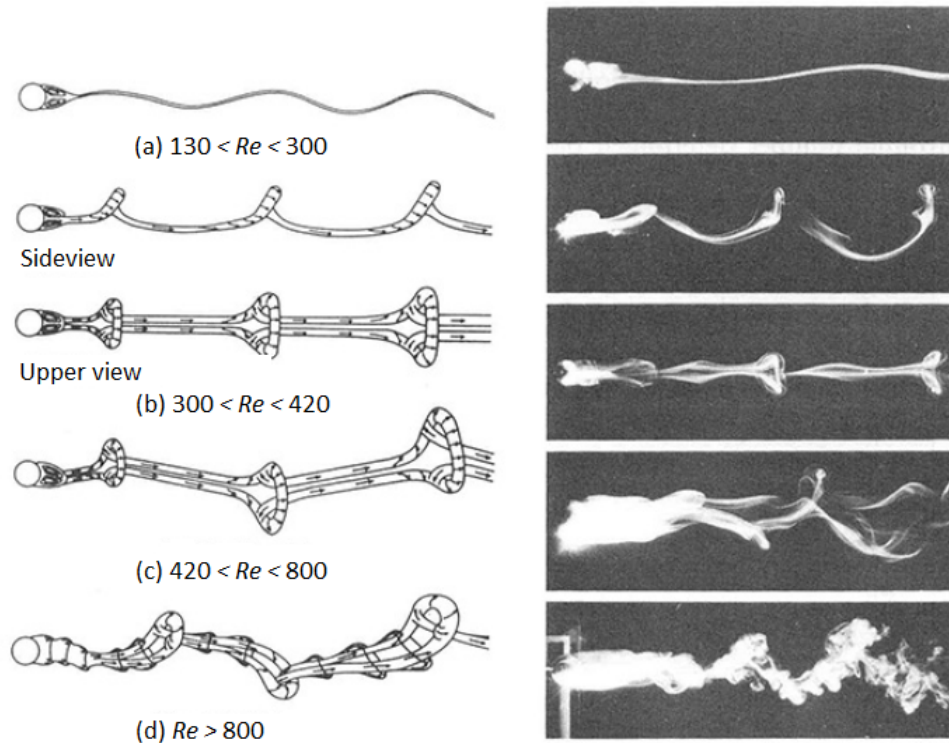 (a) 130 < Re < 300
Sideview
Upper view
(b) 300 < Re < 420
(c) 420 < Re < 800
(d) Re > 800